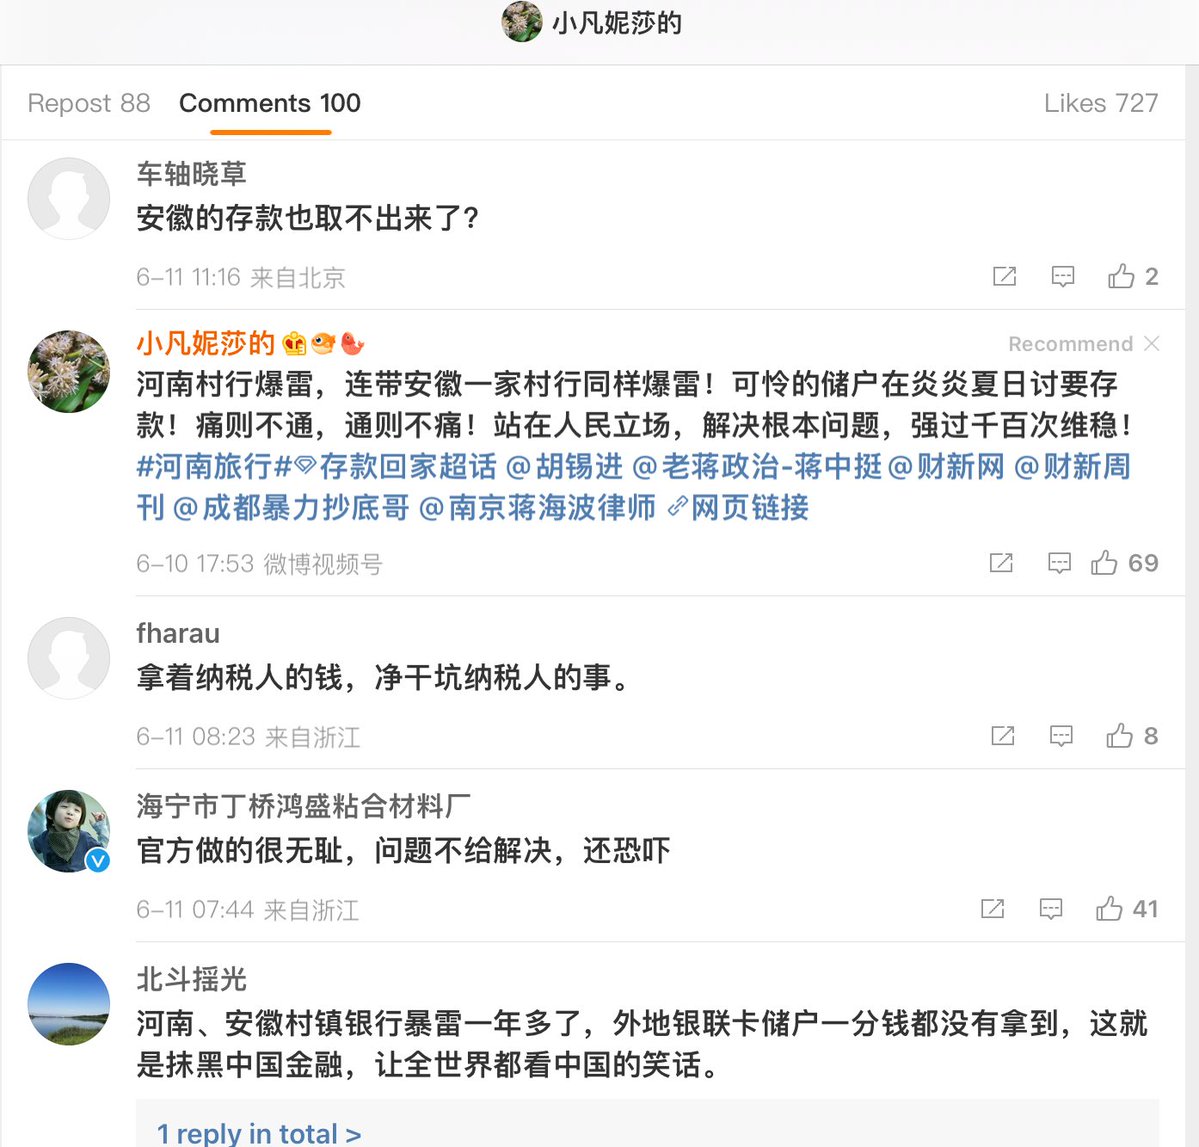 小凡妮莎的
Repost 88 Comments 100 Likes 727
车轴晓草
安徽的存款也取不出来了?
6-11 11:16 来自北京 2
小凡妮莎的 Recommend
河南村行爆雷，连带安徽一家村行同样爆雷！可怜的储户在炎炎夏日讨要存
款！痛则不通，通则不痛！站在人民立场，解决根本问题，强过千百次维稳！
#河南旅行#存款回家超话 @胡锡进 @老蒋政治-蒋中挺 @财新网 @财新周
刊 @成都暴力抄底哥 @南京蒋海波律师 网页链接
6-10 17:53 微博视频号 69
fharau
拿着纳税人的钱，净干坑纳税人的事。
6-11 08:23 来自浙江 8
海宁市丁桥鸿盛粘合材料厂
官方做的很无耻，问题不给解决，还恐吓
6-11 07:44 来自浙江 41
北斗摇光
河南、安徽村镇银行暴雷一年多了，外地银联卡储户一分钱都没有拿到，这就
是抹黑中国金融，让全世界都看中国的笑话。
1 reply in total >